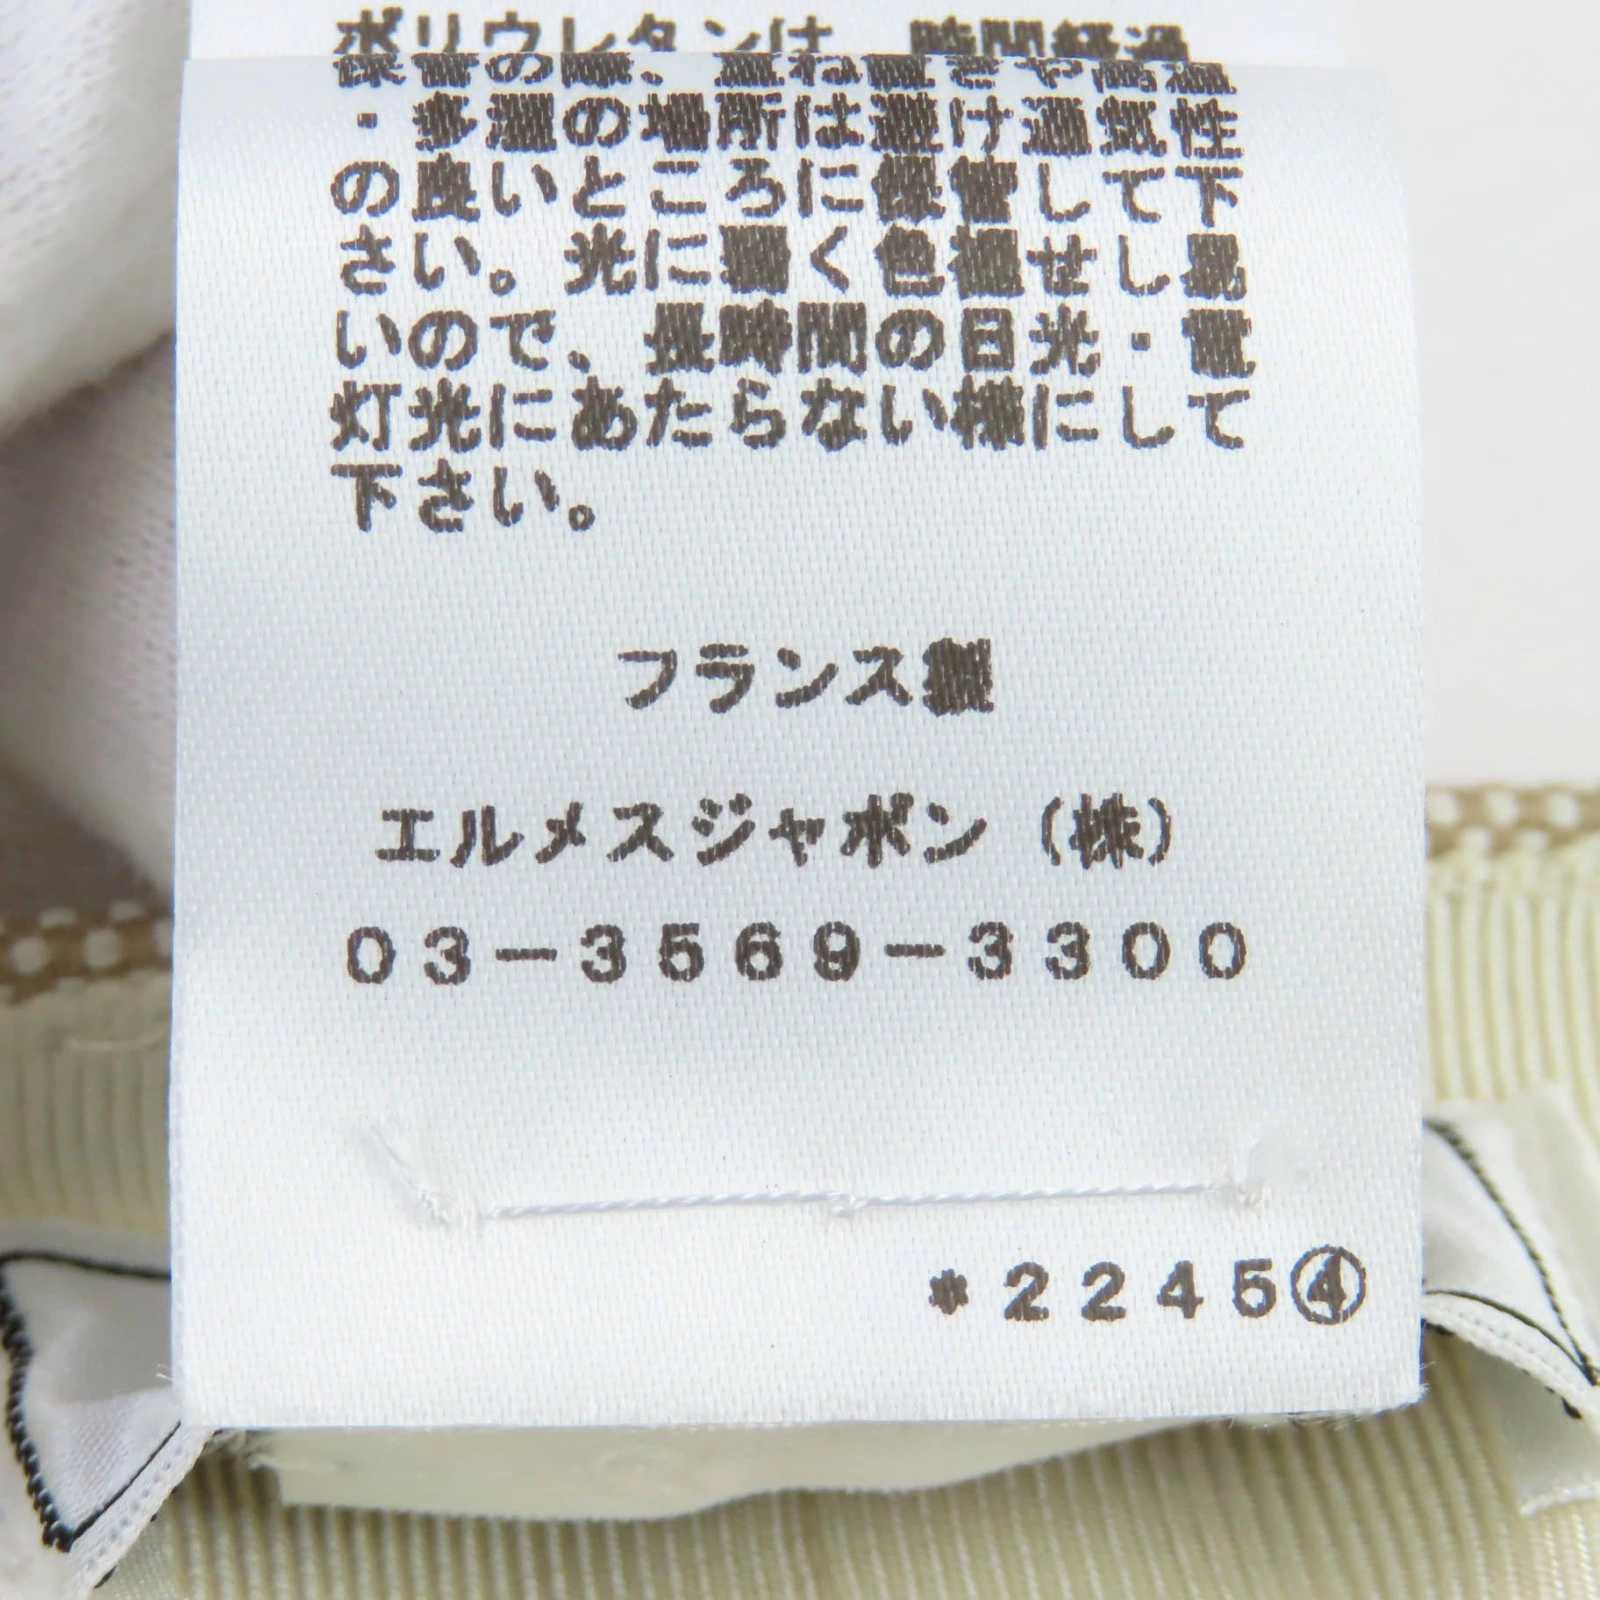 ポリウレタンは、時間経過
保管の際、重ね置きや高温
・多湿の場所は避け通気性
の良いところに保管して下
さい。光に弱く色褪せし易
いので、長時間の日光・電
灯光にあたらない様にして
下さい。
フランス製
エルメスジャポン（株）
０３－３５６９－３３００
＊２２４５④